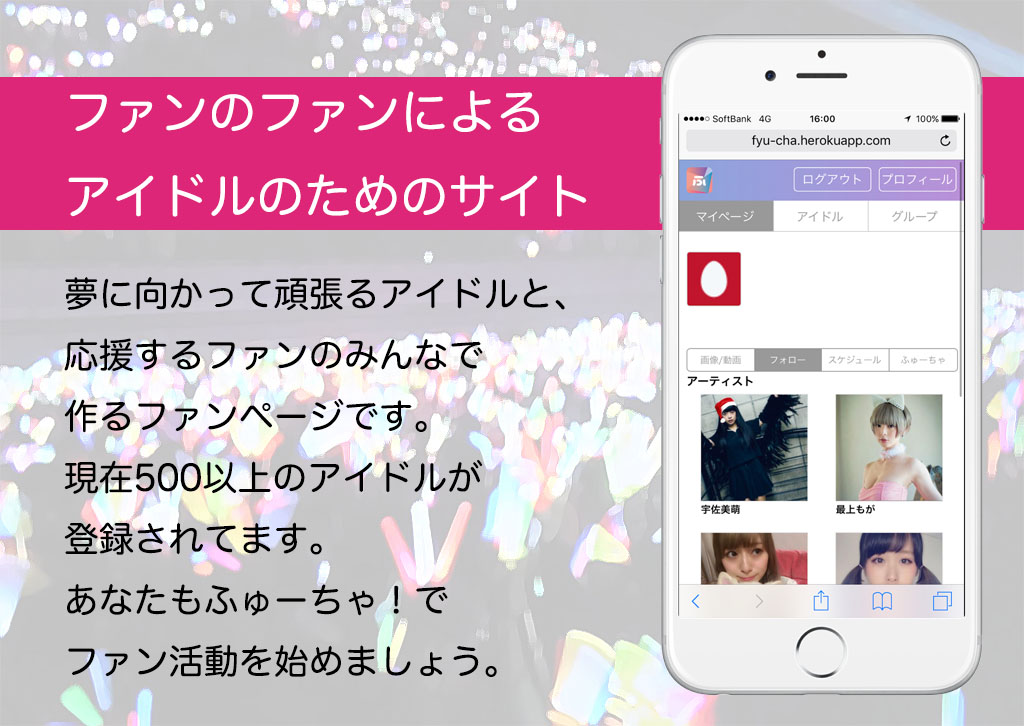 ファンのファンによる
アイドルのためのサイト
夢に向かって頑張るアイドルと、
応援するファンのみんなで
作るファンページです。
現在500以上のアイドルが
登録されてます。
あなたもふゅーちゃ！で
ファン活動を始めましょう。
SoftBank 4G 16:00 100%
fyu-cha.herokuapp.com
ログアウト プロフィール
マイページ アイドル グループ
画像/動画 フォロー スケジュール ふゅーちゃ
アーティスト
宇佐美萌 最上もが